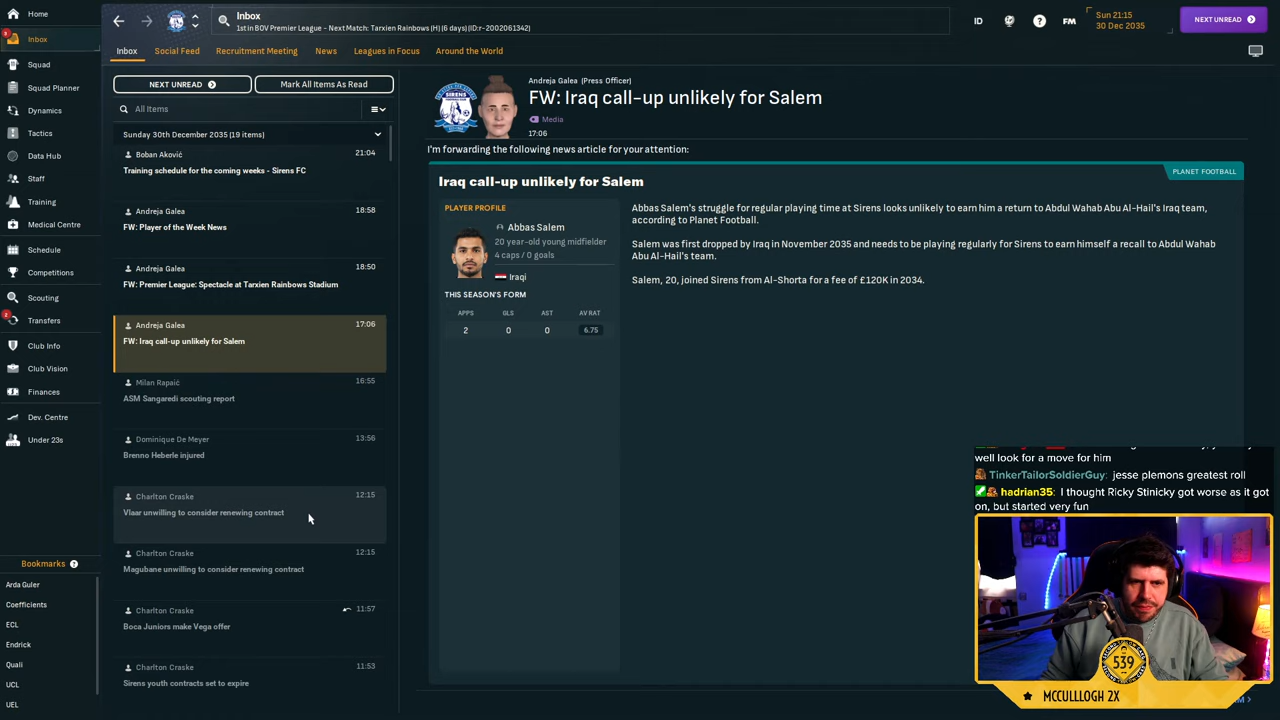 Home
Inbox
Squad
Squad Planner
Dynamics
Tactics
Data Hub
Staff
Training
Medical Centre
Schedule
Competitions
Scouting
Transfers
Club Info
Club Vision
Finances
Dev. Centre
Under 23s
3
2
Bookmarks ?
Arda Guler
Coefficients
ECL
Endrick
Quali
UCL
UEL
Inbox
1st in BOV Premier League - Next Match: Tarxien Rainbows (H) (6 days) (ID:r-2002061342)
ID
?
FM
Sun 21:15
30 Dec 2035
NEXT UNREAD
Inbox
Social Feed
Recruitment Meeting
News
Leagues in Focus
Around the World
NEXT UNREAD
Mark All Items As Read
All Items
Sunday 30th December 2035 (19 items)
Boban Aković 21:04
Training schedule for the coming weeks - Sirens FC
Andreja Galea 18:58
FW: Player of the Week News
Andreja Galea 18:50
FW: Premier League: Spectacle at Tarxien Rainbows Stadium
Andreja Galea 17:06
FW: Iraq call-up unlikely for Salem
Milan Rapaić 16:55
ASM Sangaredi scouting report
Dominique De Meyer 13:56
Brenno Heberle injured
Charlton Craske 12:15
Vlaar unwilling to consider renewing contract
Charlton Craske 12:15
Magubane unwilling to consider renewing contract
Charlton Craske 11:57
Boca Juniors make Vega offer
Charlton Craske 11:53
Sirens youth contracts set to expire
SIRENS
Andreja Galea (Press Officer)
FW: Iraq call-up unlikely for Salem
Media
17:06
I'm forwarding the following news article for your attention:
PLANET FOOTBALL
Iraq call-up unlikely for Salem
PLAYER PROFILE
Abbas Salem
20 year-old young midfielder
4 caps / 0 goals
Iraqi
THIS SEASON'S FORM
APPS GLS AST AV RAT
2 0 0 6.75
Abbas Salem's struggle for regular playing time at Sirens looks unlikely to earn him a return to Abdul Wahab Abu Al-Hail's Iraq team,
according to Planet Football.
Salem was first dropped by Iraq in November 2035 and needs to be playing regularly for Sirens to earn himself a recall to Abdul Wahab
Abu Al-Hail's team.
Salem, 20, joined Sirens from Al-Shorta for a fee of £120K in 2034.
well look for a move for him
TinkerTailorSoldierGuy: jesse plemons greatest roll
hadrian35: I thought Ricky Stinicky got worse as it got
on, but started very fun
539
MCCULLLOGH 2X